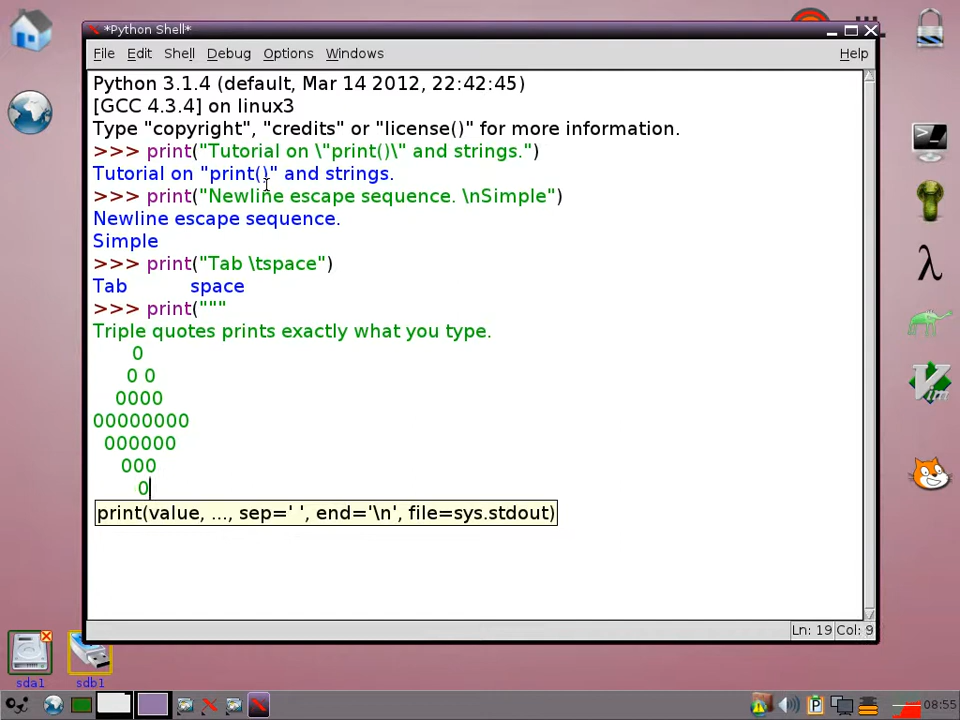 *Python Shell*
File Edit Shell Debug Options Windows Help
Python 3.1.4 (default, Mar 14 2012, 22:42:45)
[GCC 4.3.4] on linux3
Type "copyright", "credits" or "license()" for more information.
>>> print("Tutorial on \"print()\" and strings.")
Tutorial on "print()" and strings.
>>> print("Newline escape sequence. \nSimple")
Newline escape sequence.
Simple
>>> print("Tab \tspace")
Tab	space
>>> print("""
Triple quotes prints exactly what you type.
       0
      0 0
    0000
00000000
  000000
     000
        0
print(value, ..., sep=' ', end='\n', file=sys.stdout)
Ln: 19 Col: 9
λ
Vim
sda1 sdb1
P
08:55